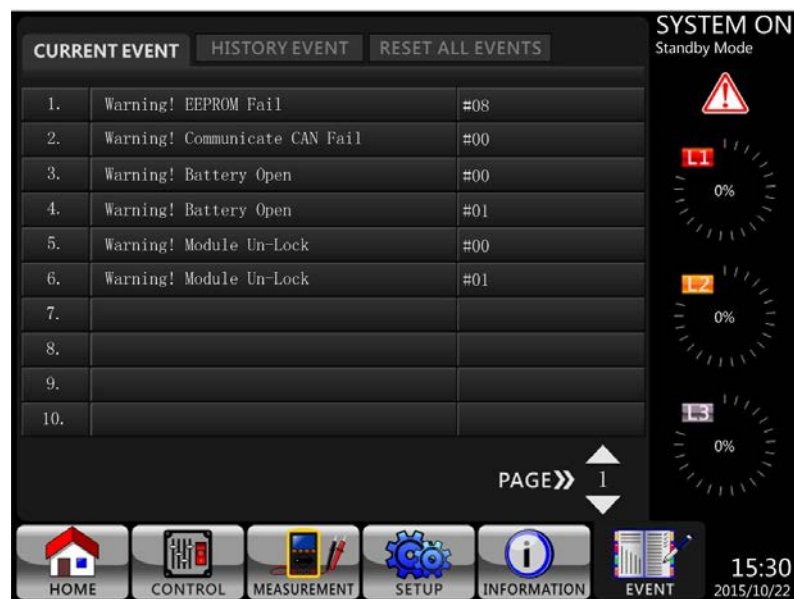 CURRENT EVENT HISTORY EVENT RESET ALL EVENTS
SYSTEM ON
Standby Mode
1. Warning! EEPROM Fail #08
2. Warning! Communicate CAN Fail #00
3. Warning! Battery Open #00
4. Warning! Battery Open #01
5. Warning! Module Un-Lock #00
6. Warning! Module Un-Lock #01
7.
8.
9.
10.
L1
0%
L2
0%
L3
0%
PAGE 1
HOME CONTROL MEASUREMENT SETUP INFORMATION EVENT
15:30
2015/10/22